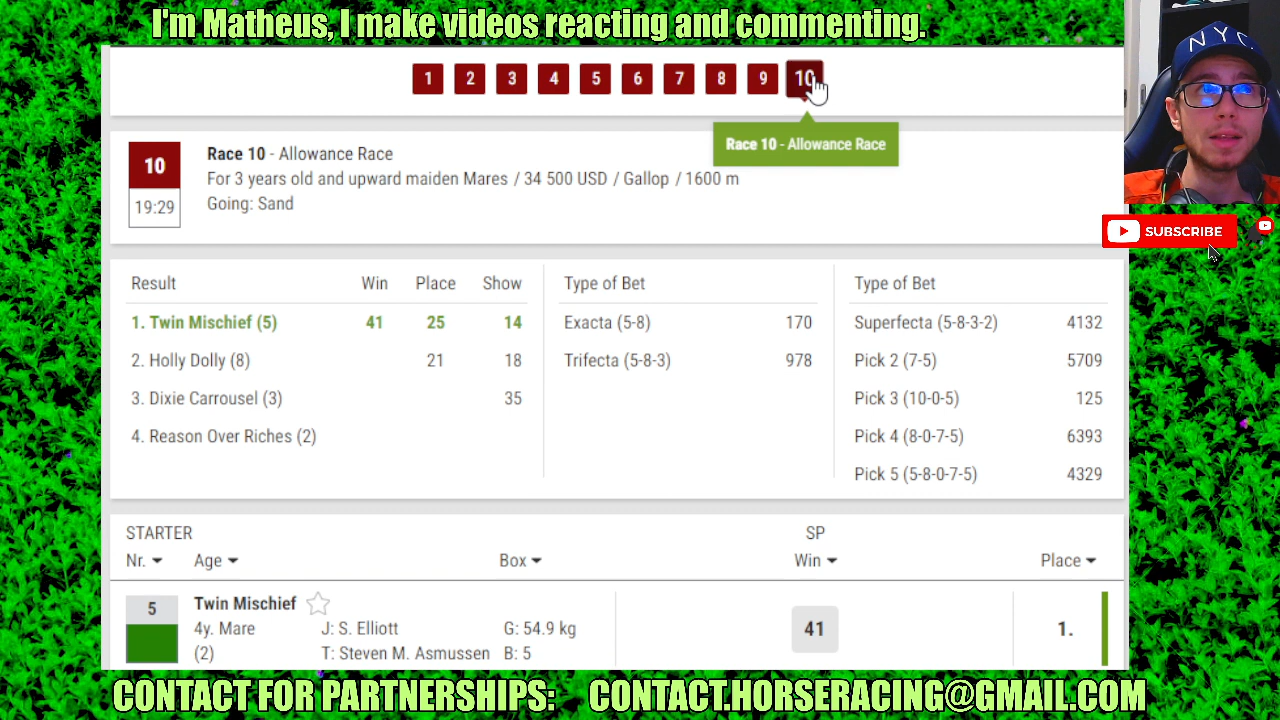 I'm Matheus, I make videos reacting and commenting.
NYC
1 2 3 4 5 6 7 8 9 10
Race 10 - Allowance Race
10
19:29
Race 10 - Allowance Race
For 3 years old and upward maiden Mares / 34 500 USD / Gallop / 1600 m
Going: Sand
SUBSCRIBE
Result Win Place Show
1. Twin Mischief (5) 41 25 14
2. Holly Dolly (8) 21 18
3. Dixie Carrousel (3) 35
4. Reason Over Riches (2)
Type of Bet
Exacta (5-8) 170
Trifecta (5-8-3) 978
Type of Bet
Superfecta (5-8-3-2) 4132
Pick 2 (7-5) 5709
Pick 3 (10-0-5) 125
Pick 4 (8-0-7-5) 6393
Pick 5 (5-8-0-7-5) 4329
STARTER SP
Nr. Age Box Win Place
5 Twin Mischief
4y. Mare J: S. Elliott G: 54.9 kg 41 1.
(2) T: Steven M. Asmussen B: 5
CONTACT FOR PARTNERSHIPS: CONTACT.HORSERACING@GMAIL.COM